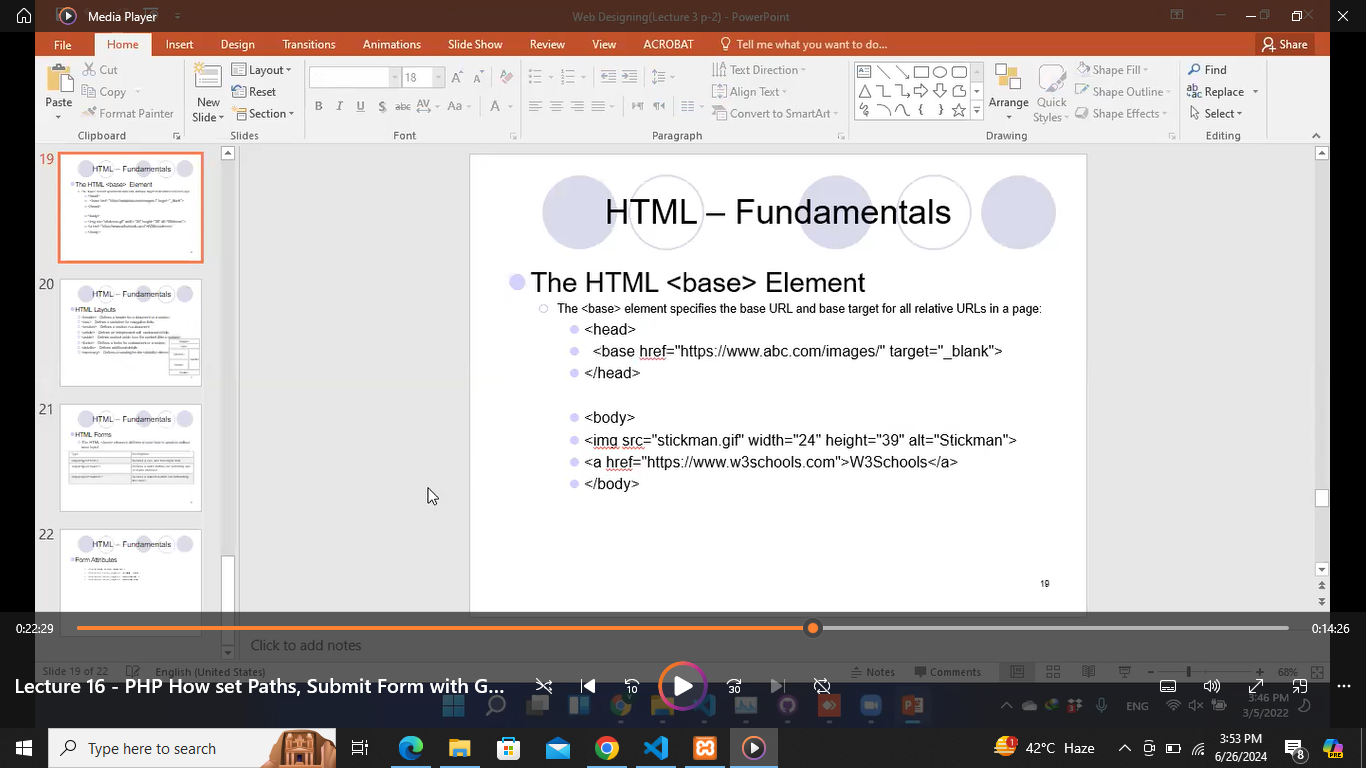 Media Player
Web Designing(Lecture 3 p-2) - PowerPoint
File Home Insert Design Transitions Animations Slide Show Review View ACROBAT Tell me what you want to do... Share
Paste
Cut
Copy
Format Painter
Clipboard
New
Slide
Layout
Reset
Section
Slides
18
B I U S abc AV Aa A
Font
Text Direction
Align Text
Convert to SmartArt
Paragraph
Arrange
Quick
Styles
Shape Fill
Shape Outline
Shape Effects
Drawing
Find
Replace
Select
Editing
19
HTML – Fundamentals
The HTML <base> Element
20
HTML – Fundamentals
HTML Layouts
21
HTML – Fundamentals
HTML Forms
22
HTML – Fundamentals
Form Attributes
HTML – Fundamentals
The HTML <base> Element
The <base> element specifies the base URL and base target for all relative URLs in a page:
<head>
<base href="https://www.abc.com/images/" target="_blank">
</head>
<body>
<img src="stickman.gif" width="24" height="39" alt="Stickman">
<a href="https://www.w3schools.com">W3Schools</a>
</body>
19
0:22:29
0:14:26
Click to add notes
Slide 19 of 22 English (United States) Notes Comments 68%
Lecture 16 - PHP How set Paths, Submit Form with G...
10
30
ENG
3:46 PM
3/5/2022
Type here to search
42°C Haze
3:53 PM
6/26/2024
8
PRE